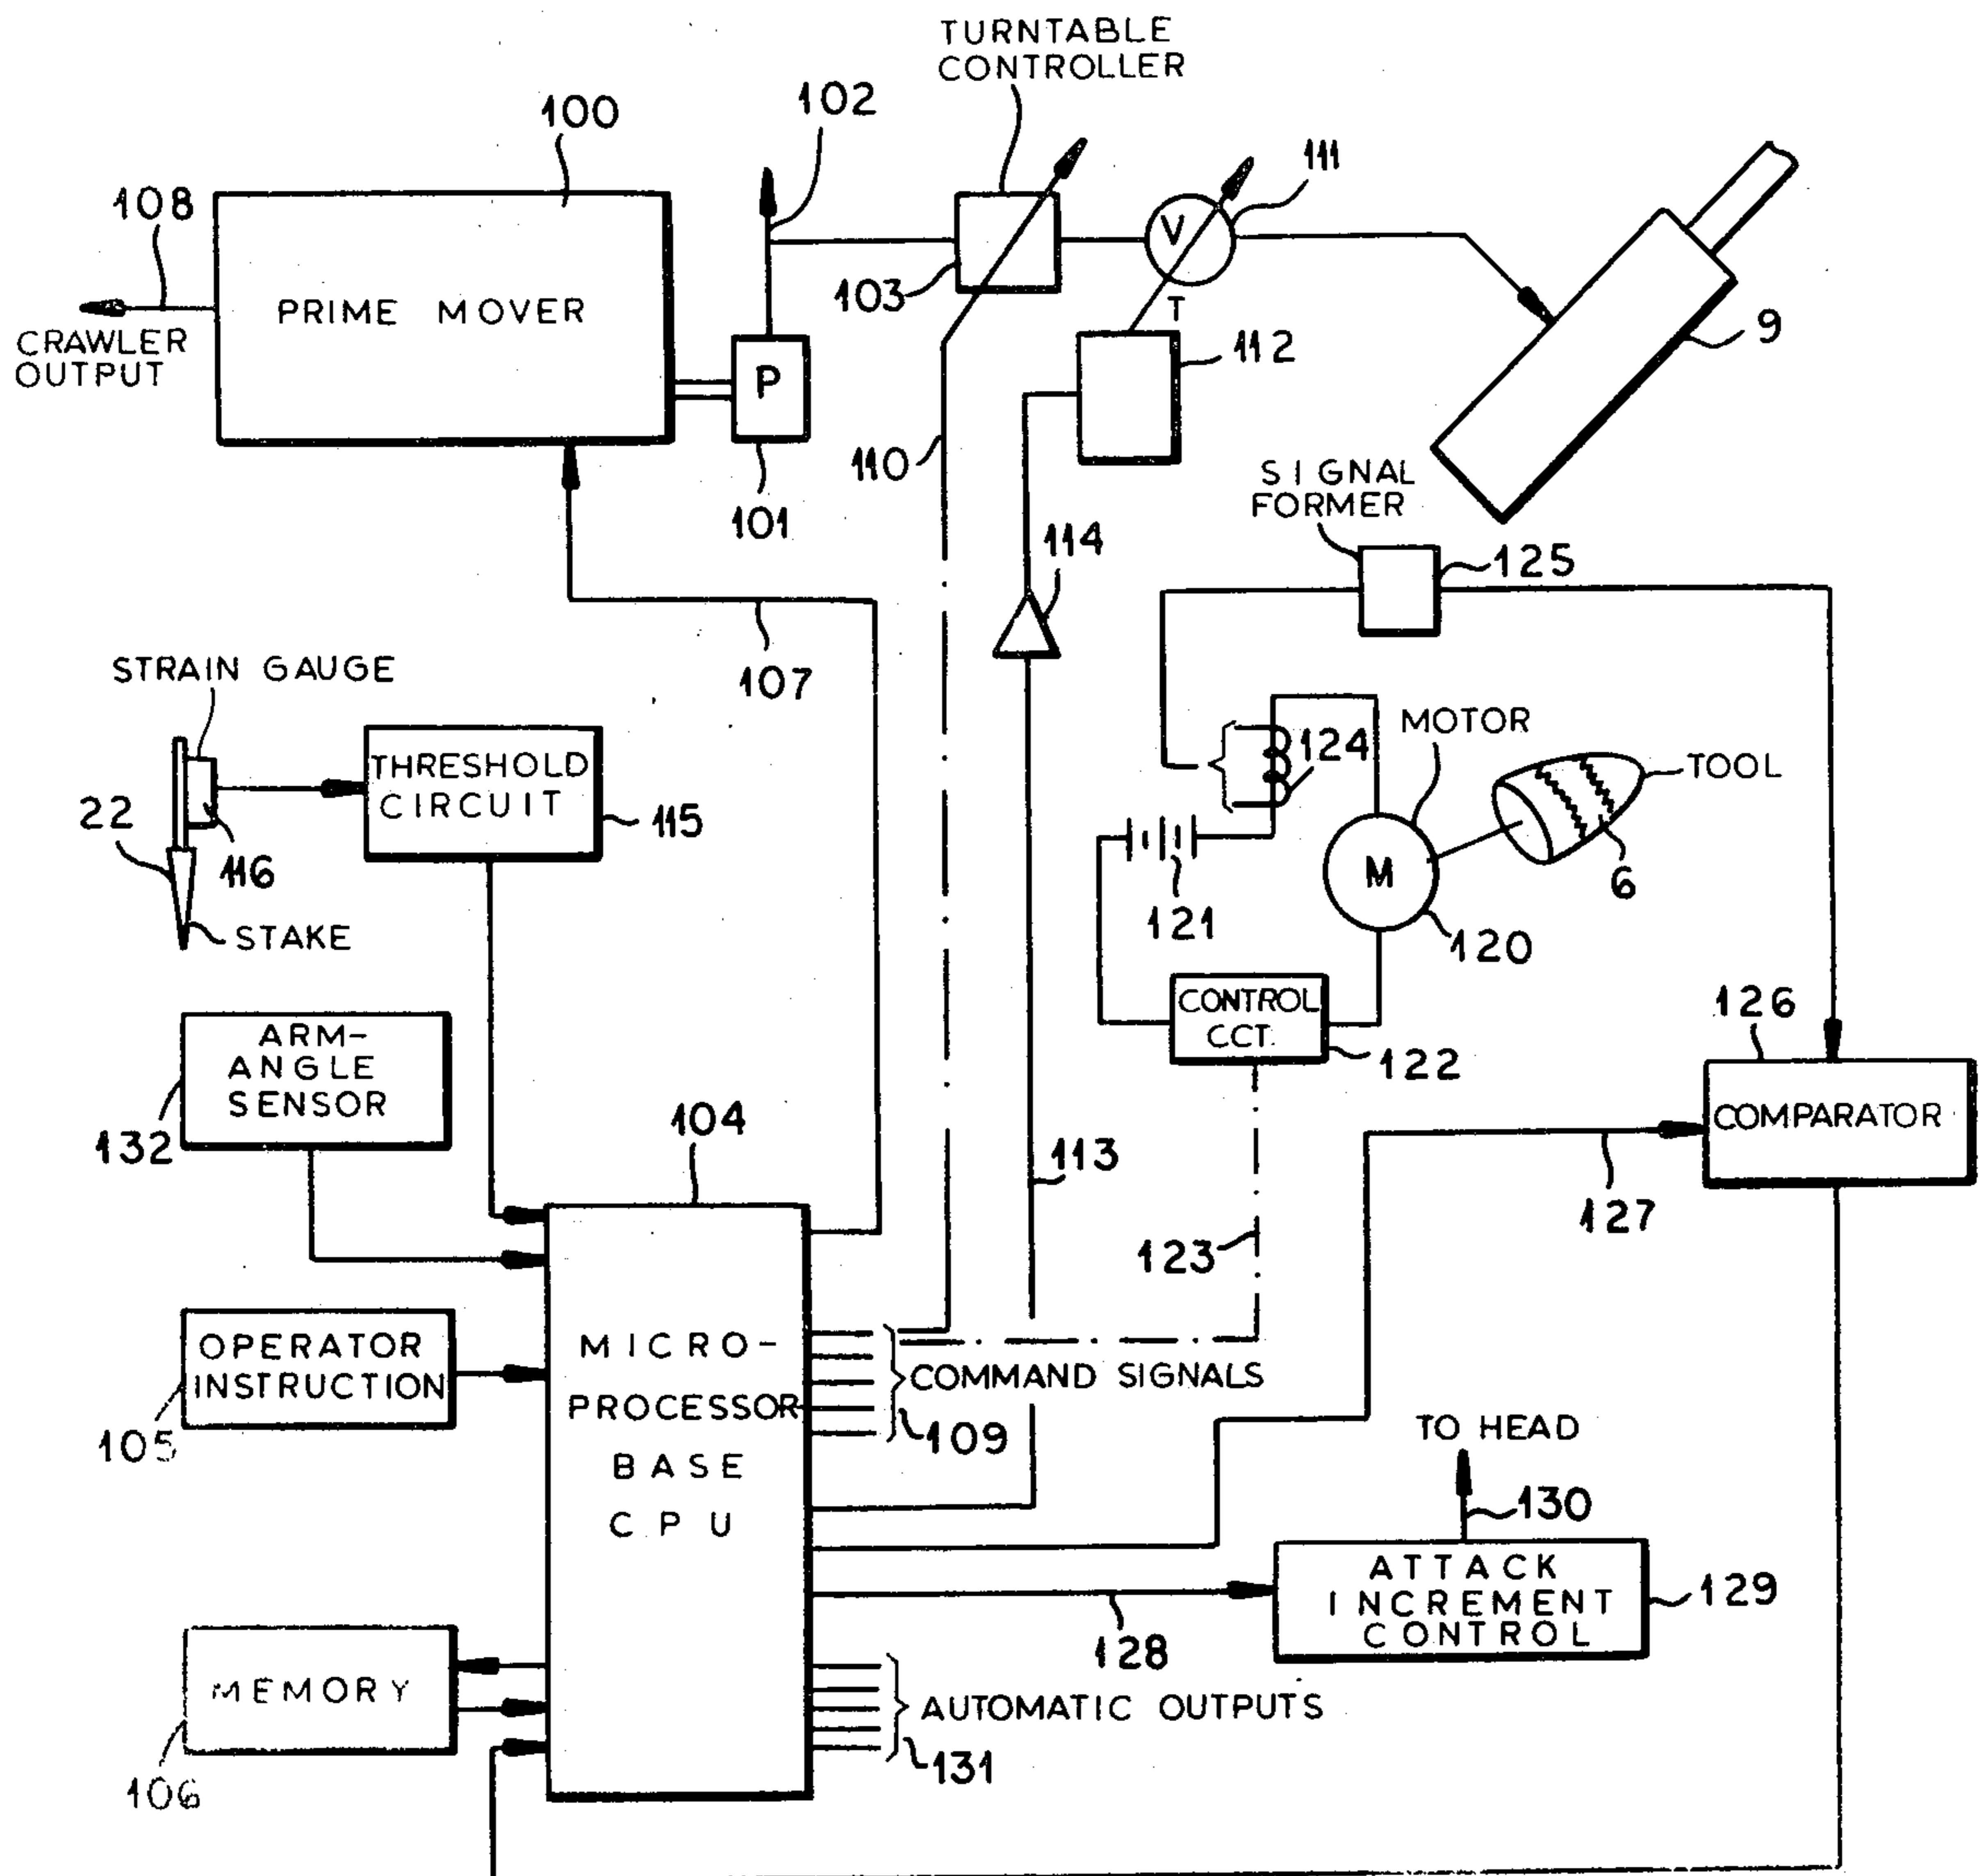 TURNTABLE
CONTROLLER
100
102
111
108
V
103
T
PRIME MOVER
9
112
CRAWLER
OUTPUT
P
110
SIGNAL
FORMER
101
114
125
107
STRAIN GAUGE
MOTOR
124
TOOL
THRESHOLD
CIRCUIT
22
115
116
M
6
121
STAKE
120
CONTROL
CCT.
126
122
ARM-
ANGLE
SENSOR
104
COMPARATOR
132
113
127
123
OPERATOR
INSTRUCTION
MICRO-
PROCESSOR
BASE
CPU
COMMAND SIGNALS
105
109
TO HEAD
130
ATTACK
INCREMENT
CONTROL
129
128
MEMORY
AUTOMATIC OUTPUTS
131
106